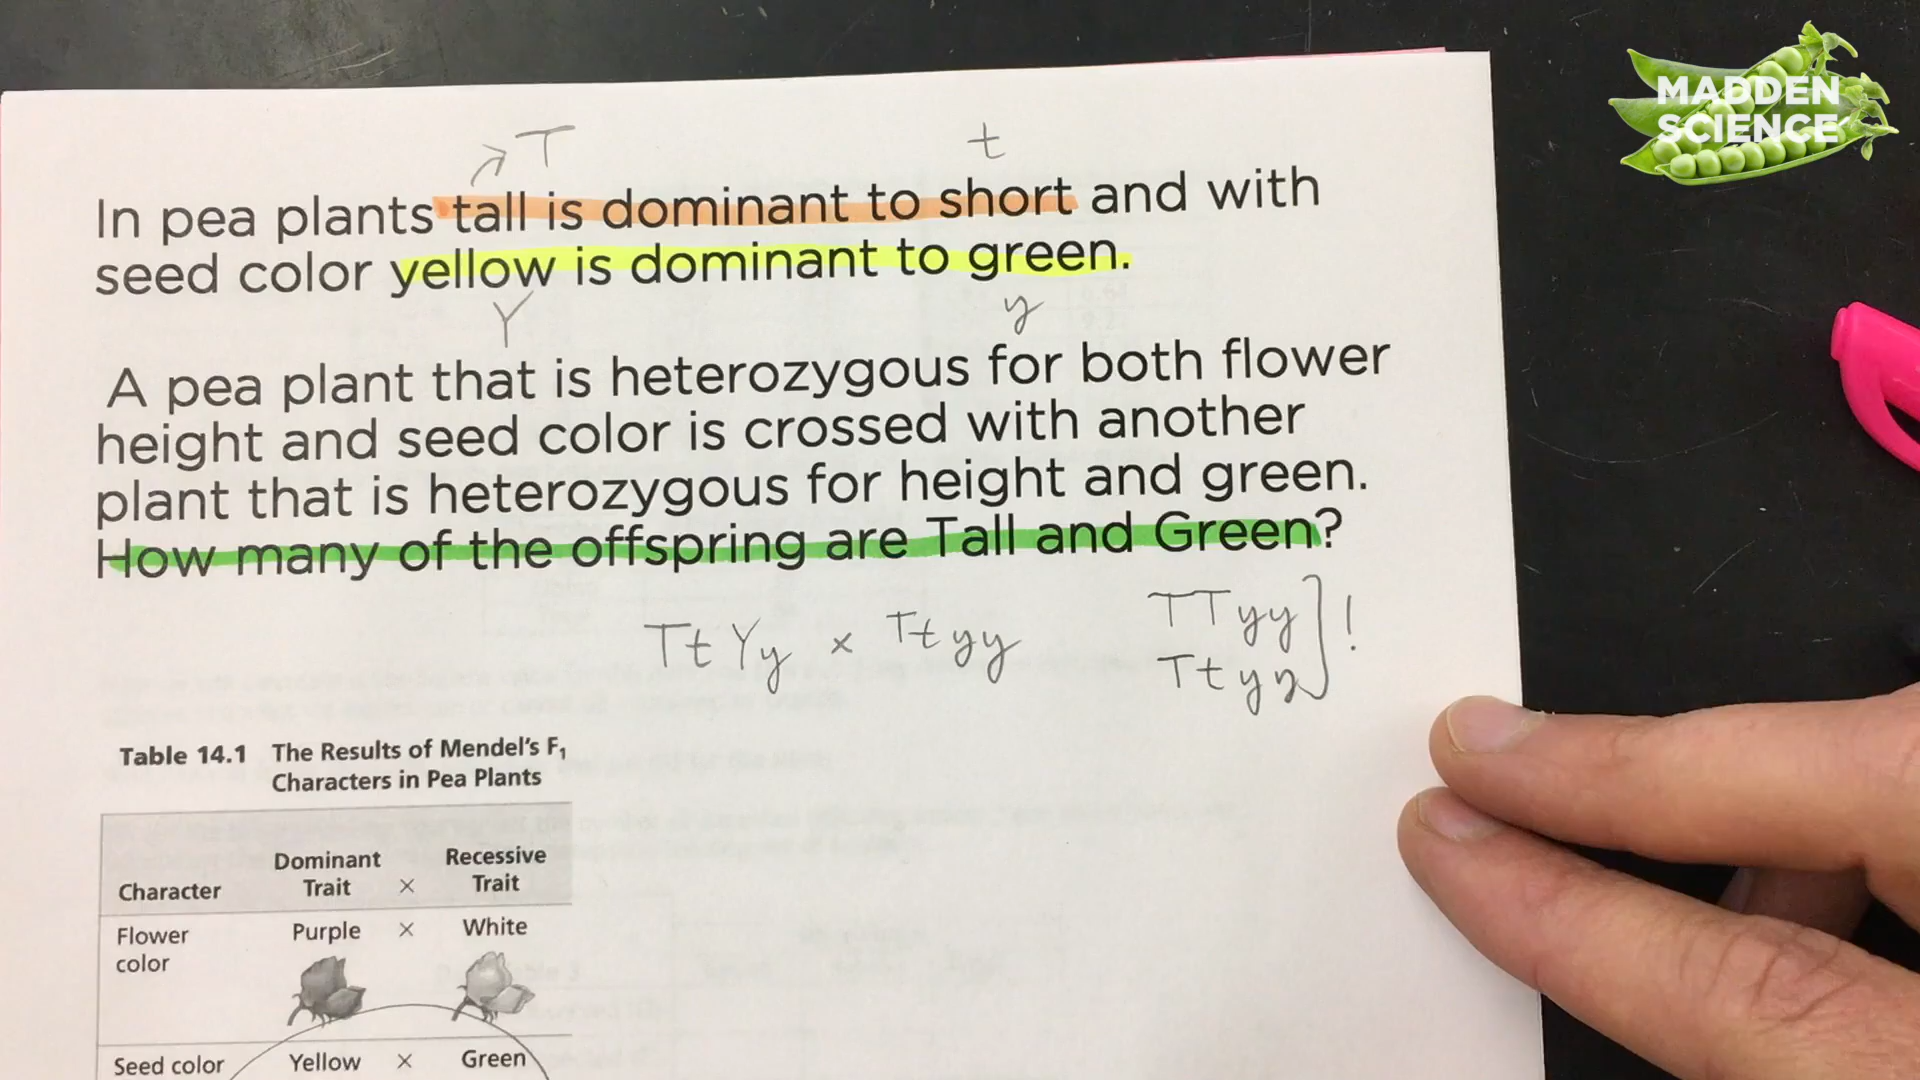 MADDEN
SCIENCE
T t
In pea plants tall is dominant to short and with
seed color yellow is dominant to green.
Y y
A pea plant that is heterozygous for both flower
height and seed color is crossed with another
plant that is heterozygous for height and green.
How many of the offspring are Tall and Green?
TtYy × Ttyy
TTyy
Ttyy
!
Table 14.1 The Results of Mendel's F₁
Characters in Pea Plants
Character Dominant Trait × Recessive Trait
Flower color Purple × White
Seed color Yellow × Green